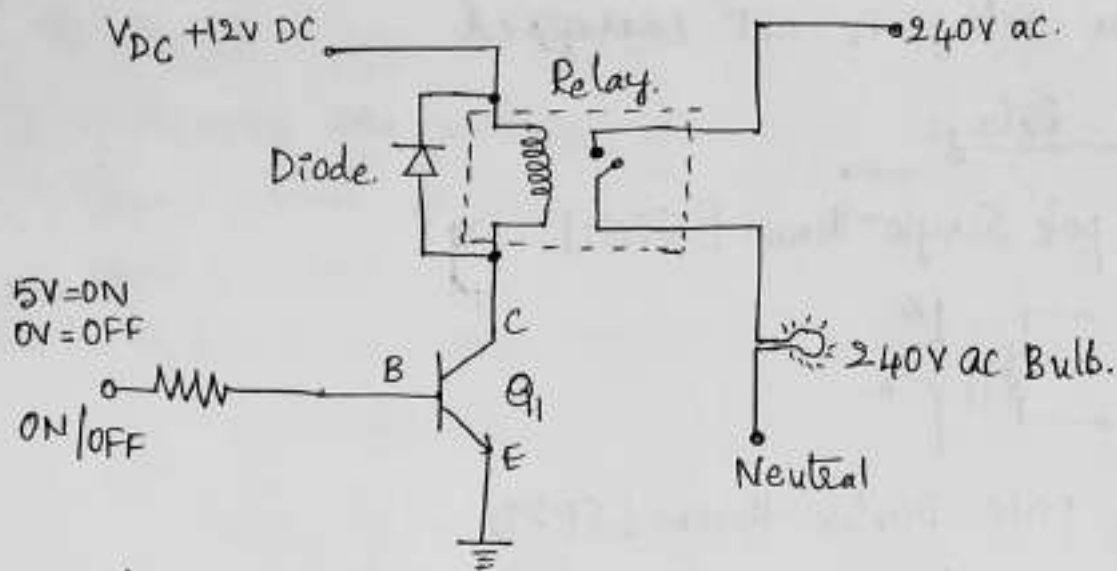 VDC +12V DC
240V ac.
Relay.
Diode.
5V=ON
0V=OFF
C
B
Q1
240V ac Bulb.
ON/OFF
E
Neutral